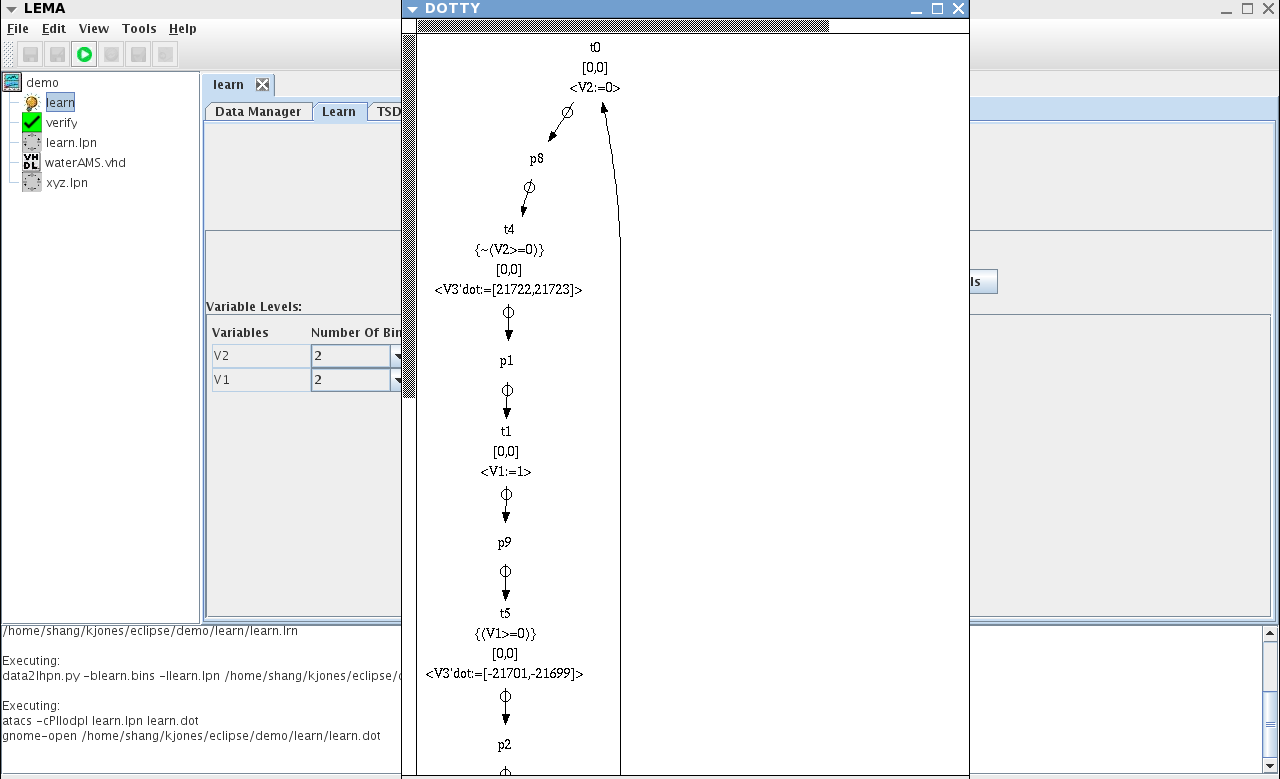 LEMA
File Edit View Tools Help
demo
learn
verify
learn.lpn
VH DL waterAMS.vhd
xyz.lpn
learn
Data Manager Learn TSD
ls
Variable Levels:
Variables Number Of Bin
V2 2
V1 2
/home/shang/kjones/eclipse/demo/learn/learn.lrn
Executing:
data2lhpn.py -blearn.bins -llearn.lpn /home/shang/kjones/eclipse/
Executing:
atacs -cPllodpl learn.lpn learn.dot
gnome-open /home/shang/kjones/eclipse/demo/learn/learn.dot
DOTTY
t0
[0,0]
<V2:=0>
p8
t4
{~(V2>=0)}
[0,0]
<V3'dot:=[21722,21723]>
p1
t1
[0,0]
<V1:=1>
p9
t5
{(V1>=0)}
[0,0]
<V3'dot:=[-21701,-21699]>
p2